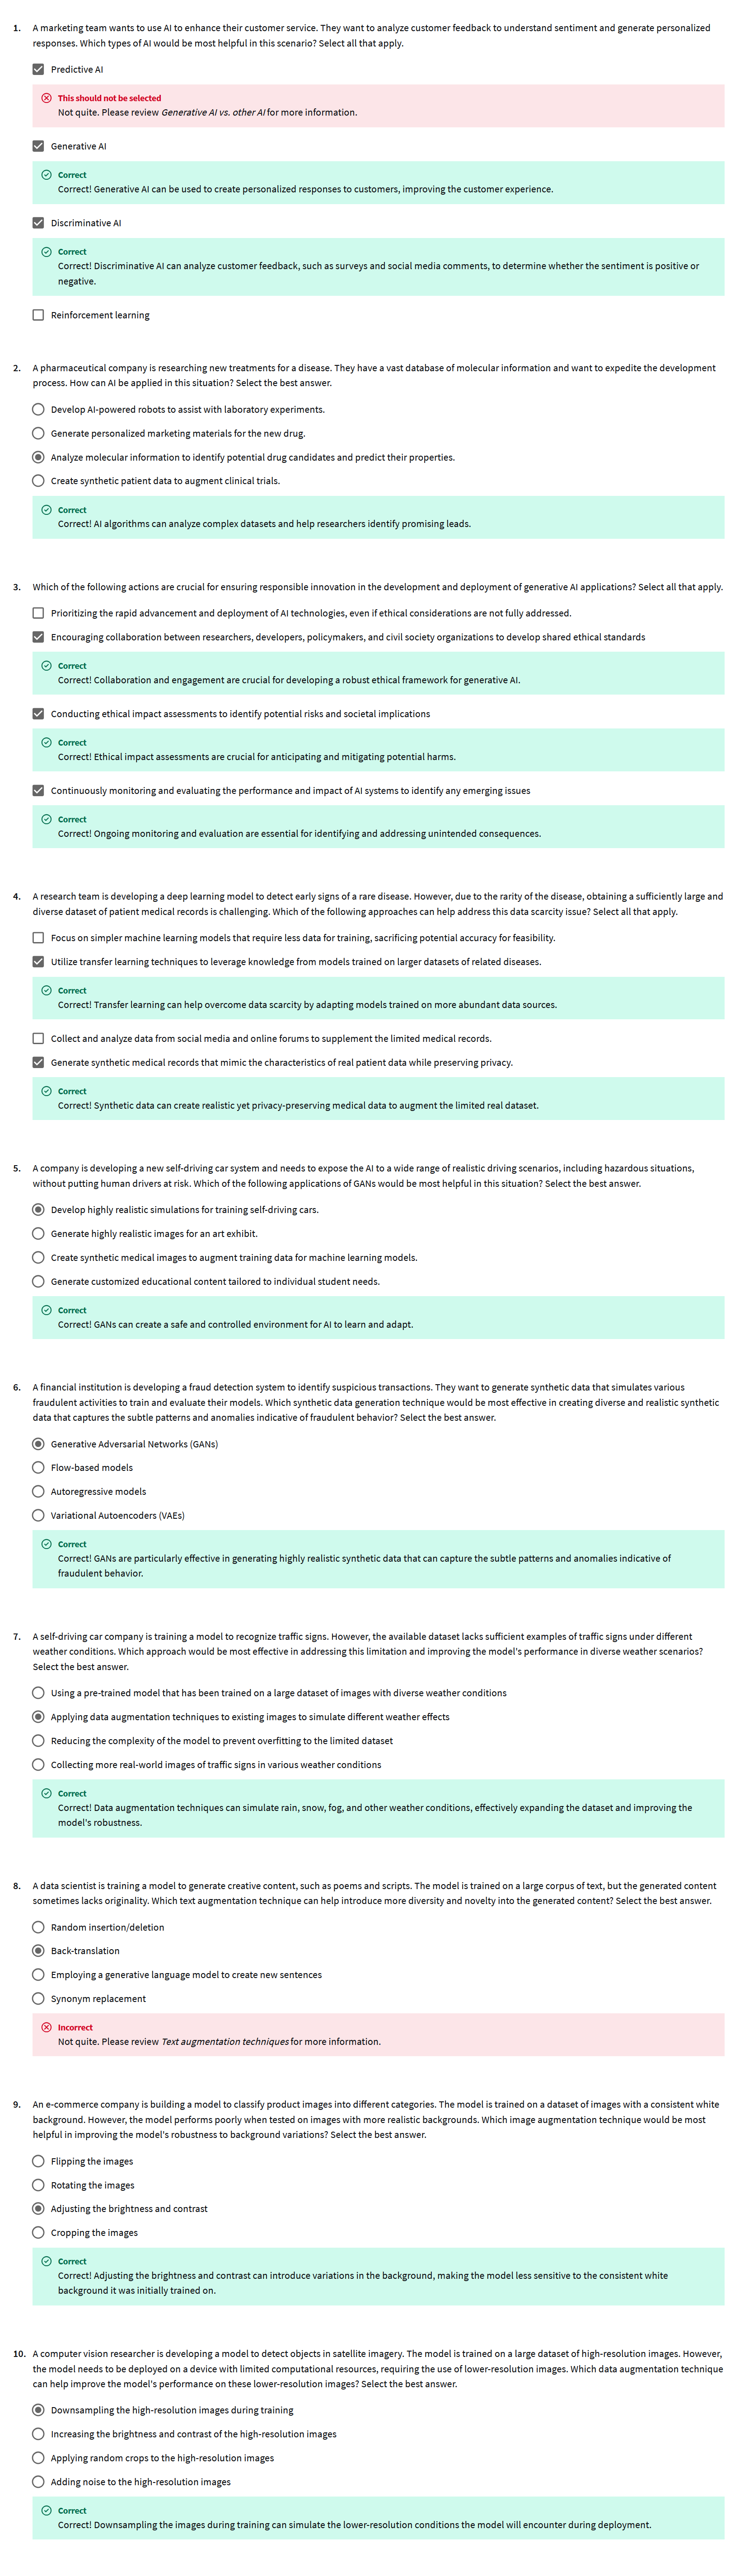 1. A marketing team wants to use AI to enhance their customer service. They want to analyze customer feedback to understand sentiment and generate personalized
responses. Which types of AI would be most helpful in this scenario? Select all that apply.
Predictive AI
This should not be selected
Not quite. Please review Generative AI vs. other AI for more information.
Generative AI
Correct
Correct! Generative AI can be used to create personalized responses to customers, improving the customer experience.
Discriminative AI
Correct
Correct! Discriminative AI can analyze customer feedback, such as surveys and social media comments, to determine whether the sentiment is positive or
negative.
Reinforcement learning
2. A pharmaceutical company is researching new treatments for a disease. They have a vast database of molecular information and want to expedite the development
process. How can AI be applied in this situation? Select the best answer.
Develop AI-powered robots to assist with laboratory experiments.
Generate personalized marketing materials for the new drug.
Analyze molecular information to identify potential drug candidates and predict their properties.
Create synthetic patient data to augment clinical trials.
Correct
Correct! AI algorithms can analyze complex datasets and help researchers identify promising leads.
3. Which of the following actions are crucial for ensuring responsible innovation in the development and deployment of generative AI applications? Select all that apply.
Prioritizing the rapid advancement and deployment of AI technologies, even if ethical considerations are not fully addressed.
Encouraging collaboration between researchers, developers, policymakers, and civil society organizations to develop shared ethical standards
Correct
Correct! Collaboration and engagement are crucial for developing a robust ethical framework for generative AI.
Conducting ethical impact assessments to identify potential risks and societal implications
Correct
Correct! Ethical impact assessments are crucial for anticipating and mitigating potential harms.
Continuously monitoring and evaluating the performance and impact of AI systems to identify any emerging issues
Correct
Correct! Ongoing monitoring and evaluation are essential for identifying and addressing unintended consequences.
4. A research team is developing a deep learning model to detect early signs of a rare disease. However, due to the rarity of the disease, obtaining a sufficiently large and
diverse dataset of patient medical records is challenging. Which of the following approaches can help address this data scarcity issue? Select all that apply.
Focus on simpler machine learning models that require less data for training, sacrificing potential accuracy for feasibility.
Utilize transfer learning techniques to leverage knowledge from models trained on larger datasets of related diseases.
Correct
Correct! Transfer learning can help overcome data scarcity by adapting models trained on more abundant data sources.
Collect and analyze data from social media and online forums to supplement the limited medical records.
Generate synthetic medical records that mimic the characteristics of real patient data while preserving privacy.
Correct
Correct! Synthetic data can create realistic yet privacy-preserving medical data to augment the limited real dataset.
5. A company is developing a new self-driving car system and needs to expose the AI to a wide range of realistic driving scenarios, including hazardous situations,
without putting human drivers at risk. Which of the following applications of GANs would be most helpful in this situation? Select the best answer.
Develop highly realistic simulations for training self-driving cars.
Generate highly realistic images for an art exhibit.
Create synthetic medical images to augment training data for machine learning models.
Generate customized educational content tailored to individual student needs.
Correct
Correct! GANs can create a safe and controlled environment for AI to learn and adapt.
6. A financial institution is developing a fraud detection system to identify suspicious transactions. They want to generate synthetic data that simulates various
fraudulent activities to train and evaluate their models. Which synthetic data generation technique would be most effective in creating diverse and realistic synthetic
data that captures the subtle patterns and anomalies indicative of fraudulent behavior? Select the best answer.
Generative Adversarial Networks (GANs)
Flow-based models
Autoregressive models
Variational Autoencoders (VAEs)
Correct
Correct! GANs are particularly effective in generating highly realistic synthetic data that can capture the subtle patterns and anomalies indicative of
fraudulent behavior.
7. A self-driving car company is training a model to recognize traffic signs. However, the available dataset lacks sufficient examples of traffic signs under different
weather conditions. Which approach would be most effective in addressing this limitation and improving the model's performance in diverse weather scenarios?
Select the best answer.
Using a pre-trained model that has been trained on a large dataset of images with diverse weather conditions
Applying data augmentation techniques to existing images to simulate different weather effects
Reducing the complexity of the model to prevent overfitting to the limited dataset
Collecting more real-world images of traffic signs in various weather conditions
Correct
Correct! Data augmentation techniques can simulate rain, snow, fog, and other weather conditions, effectively expanding the dataset and improving the
model's robustness.
8. A data scientist is training a model to generate creative content, such as poems and scripts. The model is trained on a large corpus of text, but the generated content
sometimes lacks originality. Which text augmentation technique can help introduce more diversity and novelty into the generated content? Select the best answer.
Random insertion/deletion
Back-translation
Employing a generative language model to create new sentences
Synonym replacement
Incorrect
Not quite. Please review Text augmentation techniques for more information.
9. An e-commerce company is building a model to classify product images into different categories. The model is trained on a dataset of images with a consistent white
background. However, the model performs poorly when tested on images with more realistic backgrounds. Which image augmentation technique would be most
helpful in improving the model's robustness to background variations? Select the best answer.
Flipping the images
Rotating the images
Adjusting the brightness and contrast
Cropping the images
Correct
Correct! Adjusting the brightness and contrast can introduce variations in the background, making the model less sensitive to the consistent white
background it was initially trained on.
10. A computer vision researcher is developing a model to detect objects in satellite imagery. The model is trained on a large dataset of high-resolution images. However,
the model needs to be deployed on a device with limited computational resources, requiring the use of lower-resolution images. Which data augmentation technique
can help improve the model's performance on these lower-resolution images? Select the best answer.
Downsampling the high-resolution images during training
Increasing the brightness and contrast of the high-resolution images
Applying random crops to the high-resolution images
Adding noise to the high-resolution images
Correct
Correct! Downsampling the images during training can simulate the lower-resolution conditions the model will encounter during deployment.